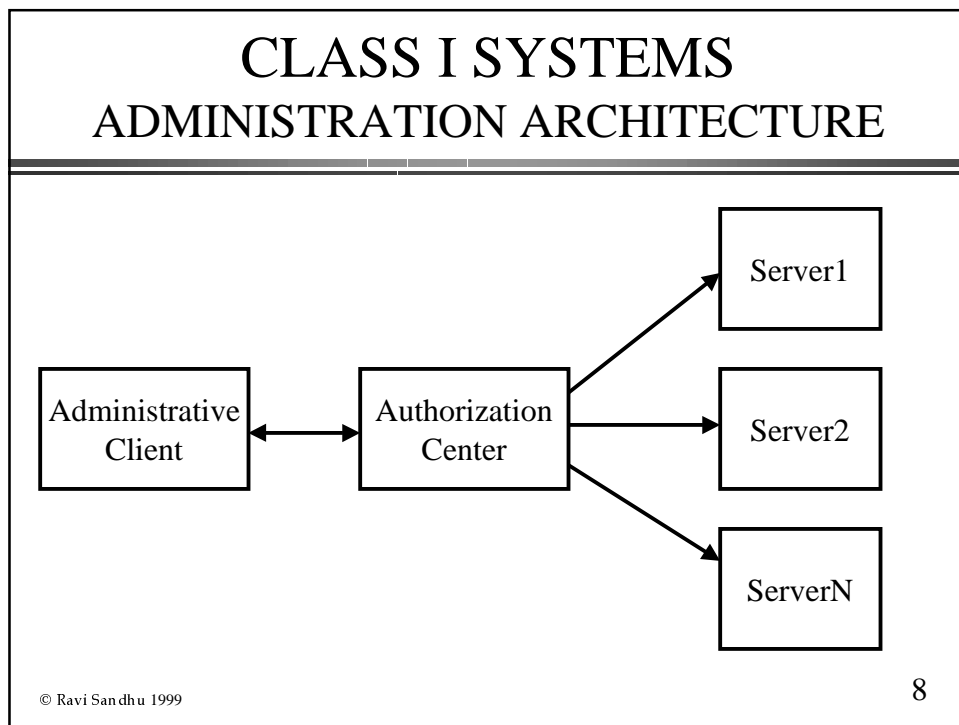 CLASS I SYSTEMS
ADMINISTRATION ARCHITECTURE
Server1
Administrative
Client
Authorization
Center
Server2
ServerN
© Ravi Sandhu 1999
8